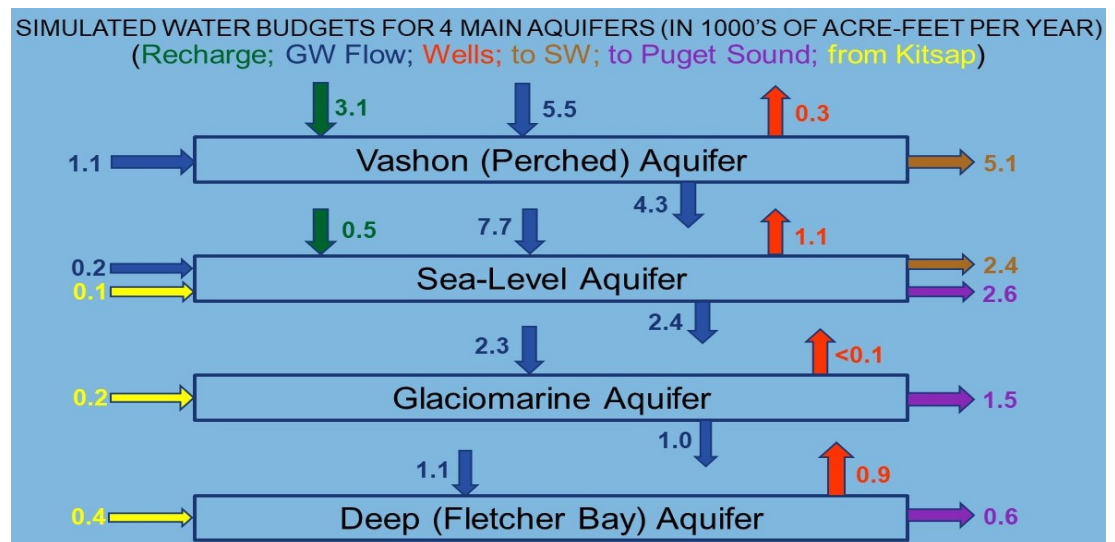 SIMULATED WATER BUDGETS FOR 4 MAIN AQUIFERS (IN 1000'S OF ACRE-FEET PER YEAR)
(Recharge; GW Flow; Wells; to SW; to Puget Sound; from Kitsap)
3.1 5.5 0.3
1.1 Vashon (Perched) Aquifer 5.1
4.3
0.5 7.7 1.1
0.2 2.4
Sea-Level Aquifer
0.1 2.6
2.4
2.3 <0.1
0.2 Glaciomarine Aquifer 1.5
1.0
1.1 0.9
0.4 Deep (Fletcher Bay) Aquifer 0.6